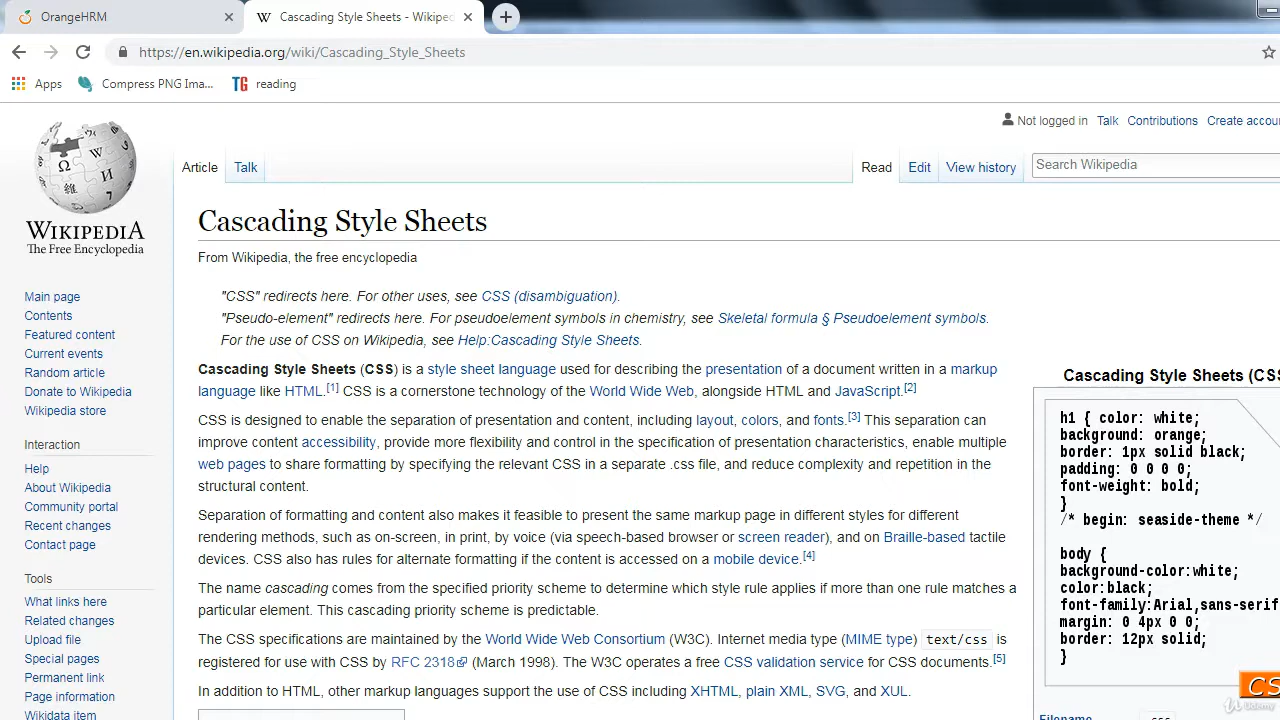 OrangeHRM
Cascading Style Sheets - Wikiped
https://en.wikipedia.org/wiki/Cascading_Style_Sheets
Apps
Compress PNG Ima...
TG reading
Not logged in Talk Contributions Create accou
Article Talk
Read Edit View history
Search Wikipedia
WIKIPEDIA
The Free Encyclopedia
Main page
Contents
Featured content
Current events
Random article
Donate to Wikipedia
Wikipedia store
Interaction
Help
About Wikipedia
Community portal
Recent changes
Contact page
Tools
What links here
Related changes
Upload file
Special pages
Permanent link
Page information
Wikidata item
Cascading Style Sheets
From Wikipedia, the free encyclopedia
"CSS" redirects here. For other uses, see CSS (disambiguation).
"Pseudo-element" redirects here. For pseudoelement symbols in chemistry, see Skeletal formula § Pseudoelement symbols.
For the use of CSS on Wikipedia, see Help:Cascading Style Sheets.
Cascading Style Sheets (CSS) is a style sheet language used for describing the presentation of a document written in a markup
language like HTML.[1] CSS is a cornerstone technology of the World Wide Web, alongside HTML and JavaScript.[2]
CSS is designed to enable the separation of presentation and content, including layout, colors, and fonts.[3] This separation can
improve content accessibility, provide more flexibility and control in the specification of presentation characteristics, enable multiple
web pages to share formatting by specifying the relevant CSS in a separate .css file, and reduce complexity and repetition in the
structural content.
Separation of formatting and content also makes it feasible to present the same markup page in different styles for different
rendering methods, such as on-screen, in print, by voice (via speech-based browser or screen reader), and on Braille-based tactile
devices. CSS also has rules for alternate formatting if the content is accessed on a mobile device.[4]
The name cascading comes from the specified priority scheme to determine which style rule applies if more than one rule matches a
particular element. This cascading priority scheme is predictable.
The CSS specifications are maintained by the World Wide Web Consortium (W3C). Internet media type (MIME type) text/css is
registered for use with CSS by RFC 2318 (March 1998). The W3C operates a free CSS validation service for CSS documents.[5]
In addition to HTML, other markup languages support the use of CSS including XHTML, plain XML, SVG, and XUL.
Cascading Style Sheets (CSS
h1 { color: white;
background: orange;
border: 1px solid black;
padding: 0 0 0 0;
font-weight: bold;
}
/* begin: seaside-theme */
body {
background-color:white;
color:black;
font-family:Arial,sans-serif
margin: 0 4px 0 0;
border: 12px solid;
}
CS
Filename .css
Udemy